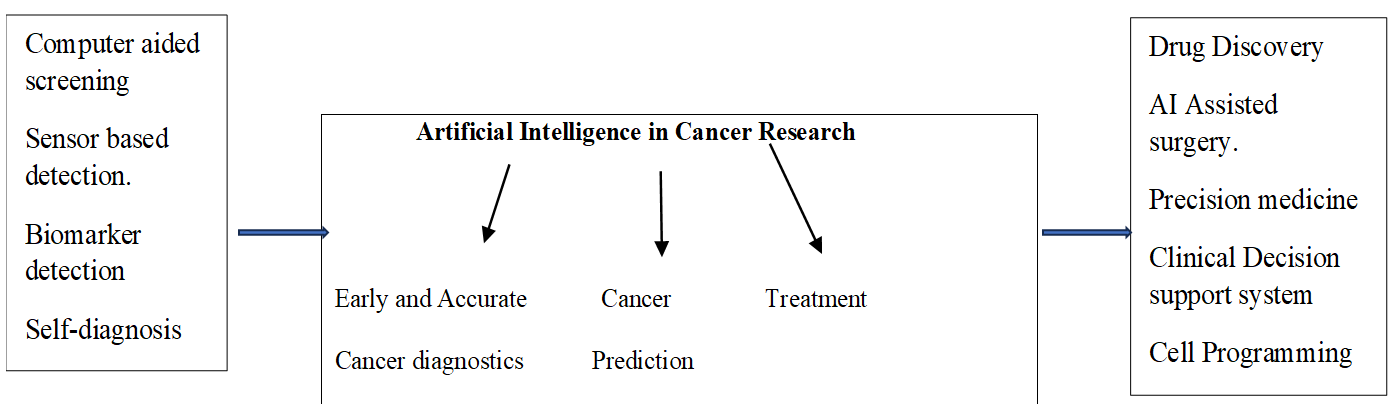 Computer aided
screening
Sensor based
detection.
Biomarker
detection
Self-diagnosis
Artificial Intelligence in Cancer Research
Early and Accurate
Cancer diagnostics
Cancer
Prediction
Treatment
Drug Discovery
AI Assisted
surgery.
Precision medicine
Clinical Decision
support system
Cell Programming